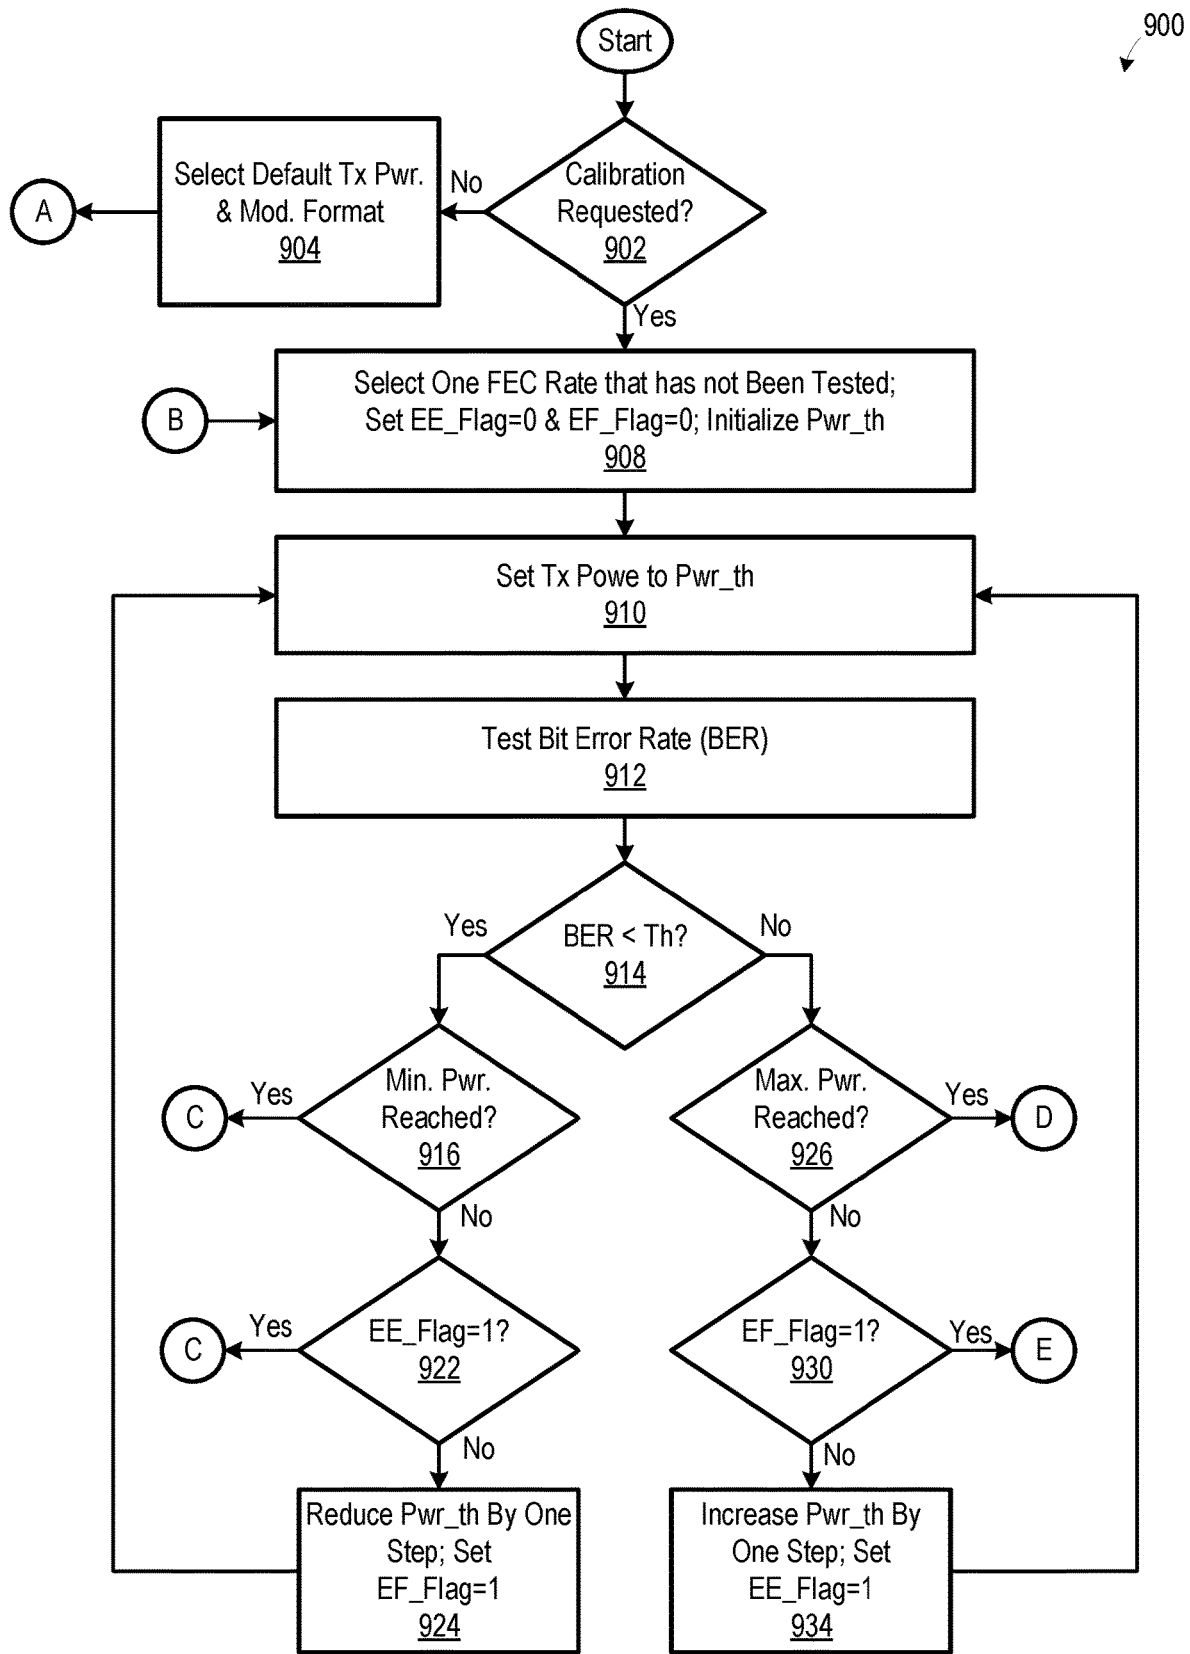 900
Start
Calibration
Requested?
902
No
Select Default Tx Pwr.
& Mod. Format
904
A
Yes
B
Select One FEC Rate that has not Been Tested;
Set EE_Flag=0 & EF_Flag=0; Initialize Pwr_th
908
Set Tx Powe to Pwr_th
910
Test Bit Error Rate (BER)
912
BER < Th?
914
Yes
No
Min. Pwr.
Reached?
916
Yes
C
No
Max. Pwr.
Reached?
926
Yes
D
No
EE_Flag=1?
922
Yes
C
No
EF_Flag=1?
930
Yes
E
No
Reduce Pwr_th By One
Step; Set
EF_Flag=1
924
Increase Pwr_th By
One Step; Set
EE_Flag=1
934